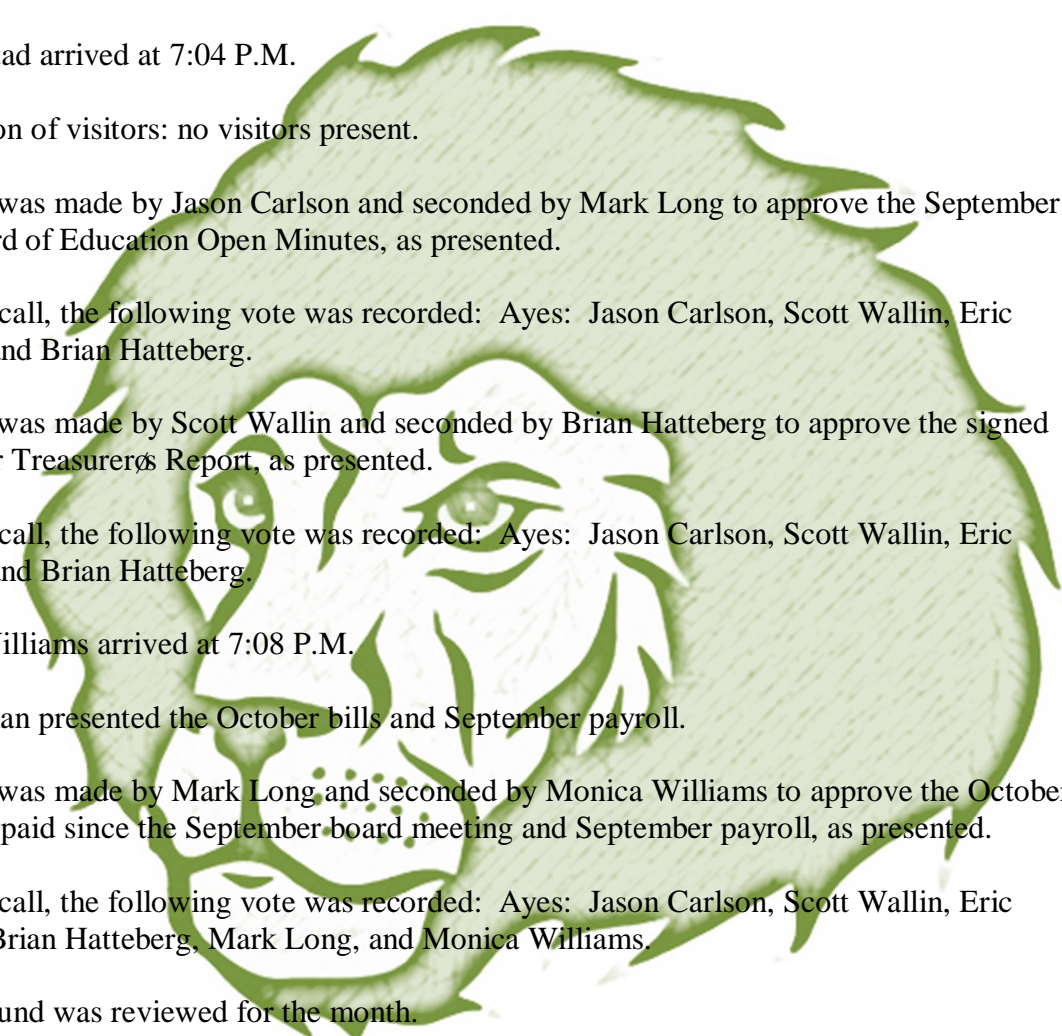 ad arrived at 7:04 P.M.
on of visitors: no visitors present.
was made by Jason Carlson and seconded by Mark Long to approve the September
rd of Education Open Minutes, as presented.
call, the following vote was recorded: Ayes: Jason Carlson, Scott Wallin, Eric
nd Brian Hatteberg.
was made by Scott Wallin and seconded by Brian Hatteberg to approve the signed
r Treasurerøs Report, as presented.
call, the following vote was recorded: Ayes: Jason Carlson, Scott Wallin, Eric
nd Brian Hatteberg.
Williams arrived at 7:08 P.M.
an presented the October bills and September payroll.
was made by Mark Long and seconded by Monica Williams to approve the October
paid since the September board meeting and September payroll, as presented.
call, the following vote was recorded: Ayes: Jason Carlson, Scott Wallin, Eric
Brian Hatteberg, Mark Long, and Monica Williams.
und was reviewed for the month.